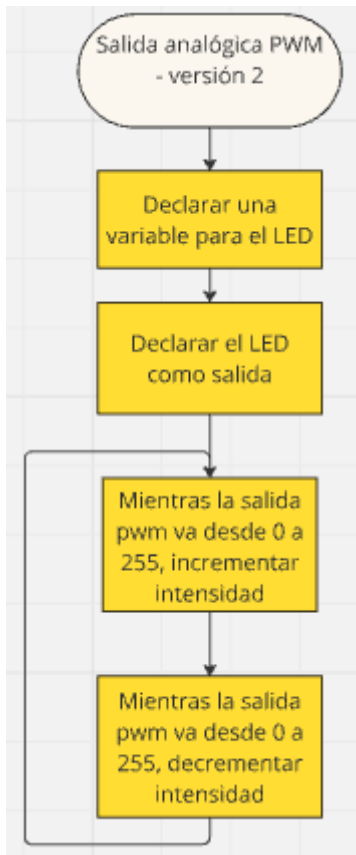 Salida analógica PWM
- versión 2
Declarar una
variable para el LED
Declarar el LED
como salida
Mientras la salida
pwm va desde 0 a
255, incrementar
intensidad
Mientras la salida
pwm va desde 0 a
255, decrementar
intensidad